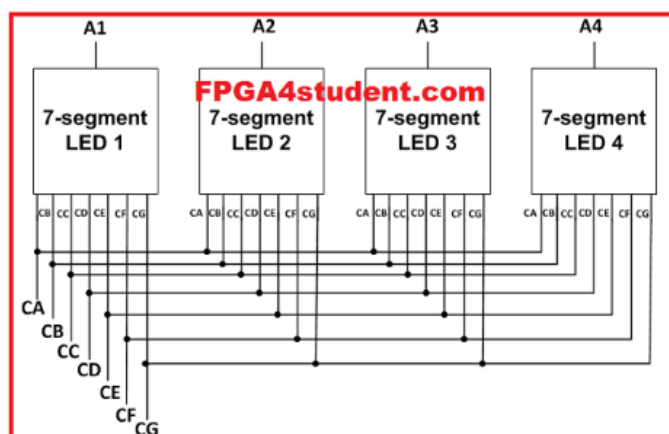 A1 A2 A3 A4
FPGA4student.com
7-segment LED 1
7-segment LED 2
7-segment LED 3
7-segment LED 4
CB CC CD CE CF CG
CA CB CC CD CE CF CG
CA CB CC CD CE CF CG
CA CB CC CD CE CF CG
CA
CB
CC
CD
CE
CF
CG